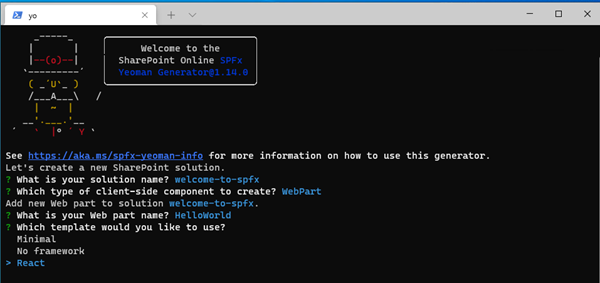 yo
Welcome to the
SharePoint Online SPFx
Yeoman Generator@1.14.0
See https://aka.ms/spfx-yeoman-info for more information on how to use this generator.
Let's create a new SharePoint solution.
? What is your solution name? welcome-to-spfx
? Which type of client-side component to create? WebPart
Add new Web part to solution welcome-to-spfx.
? What is your Web part name? HelloWorld
? Which template would you like to use?
Minimal
No framework
> React